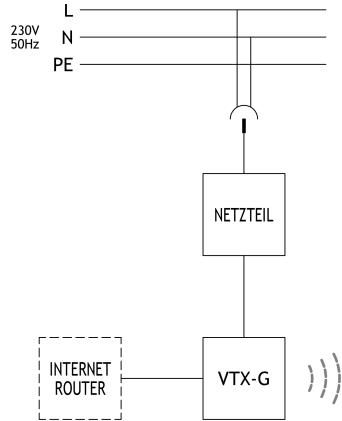 L
230V
50Hz
N
PE
NETZTEIL
INTERNET
ROUTER
VTX-G